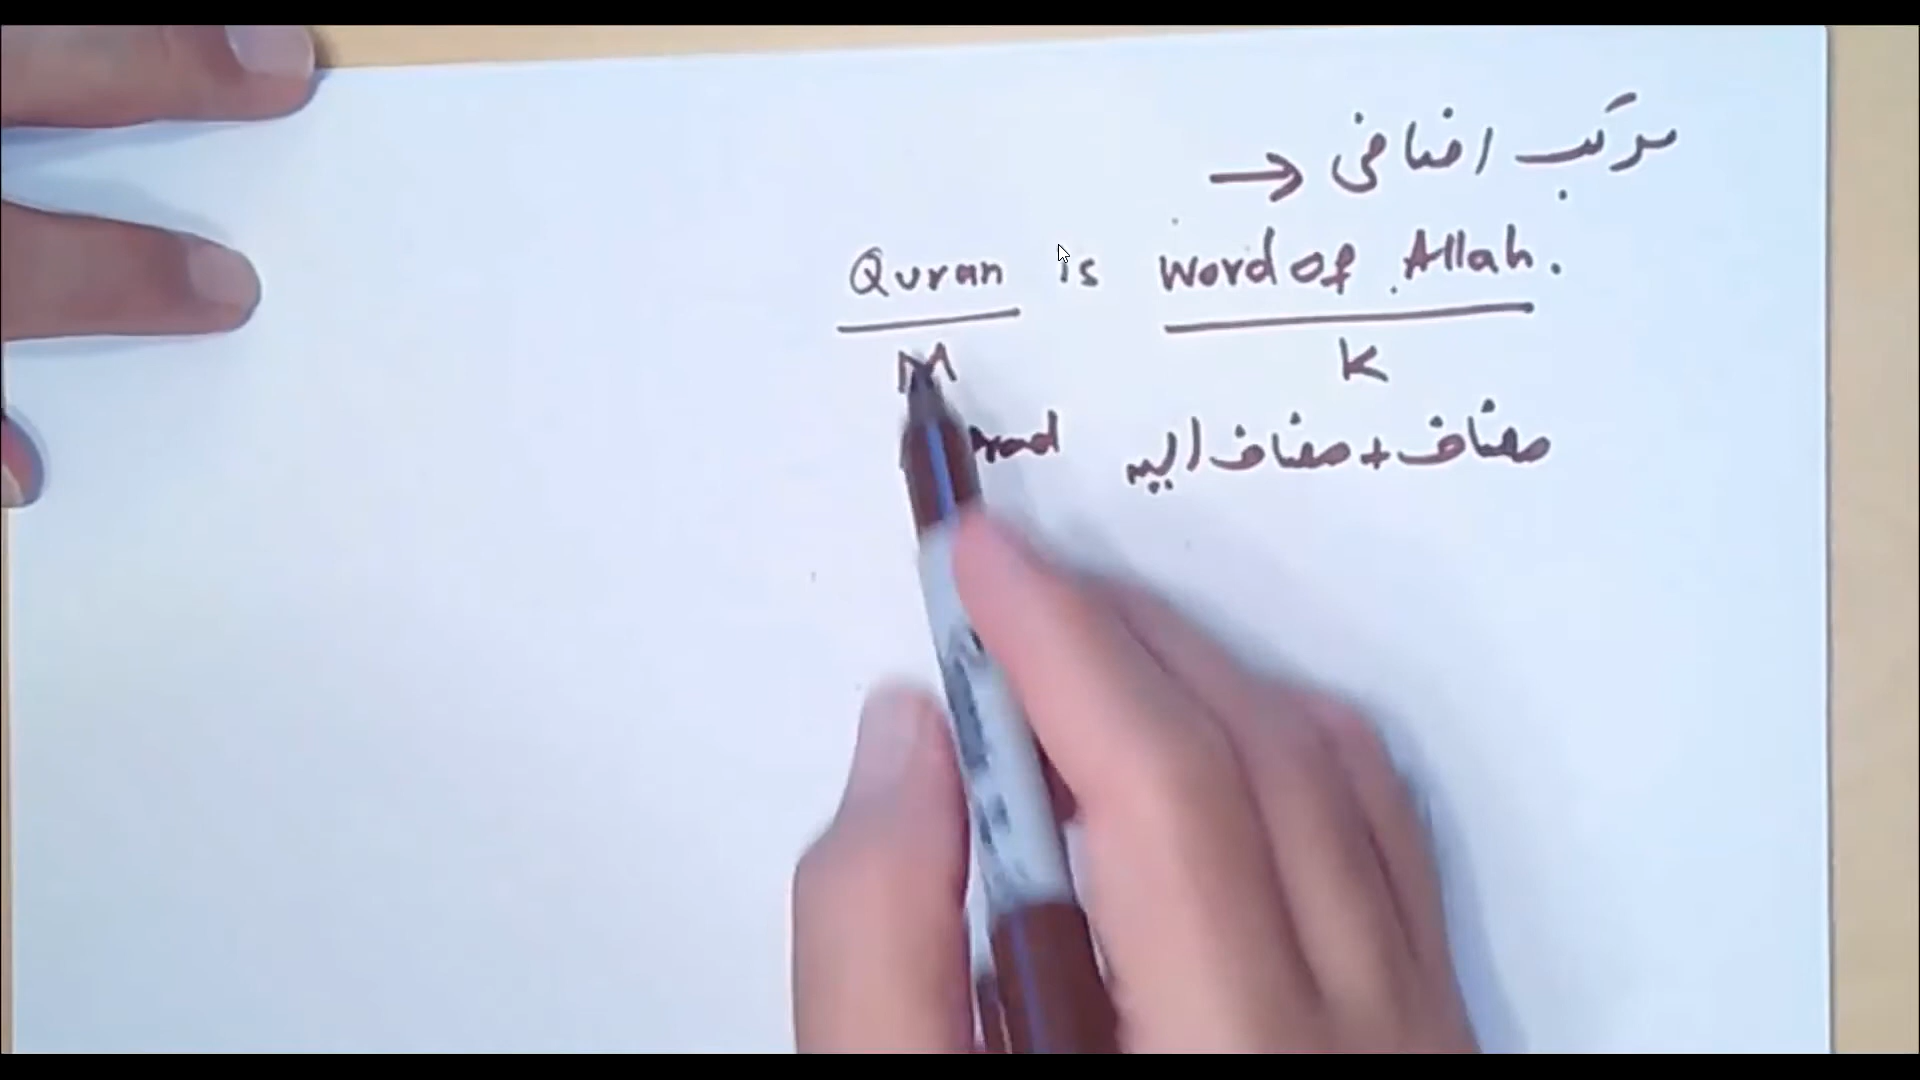 مرکب اضافی →
Quran is word of Allah.
M K
مضاف + مضاف الیہ